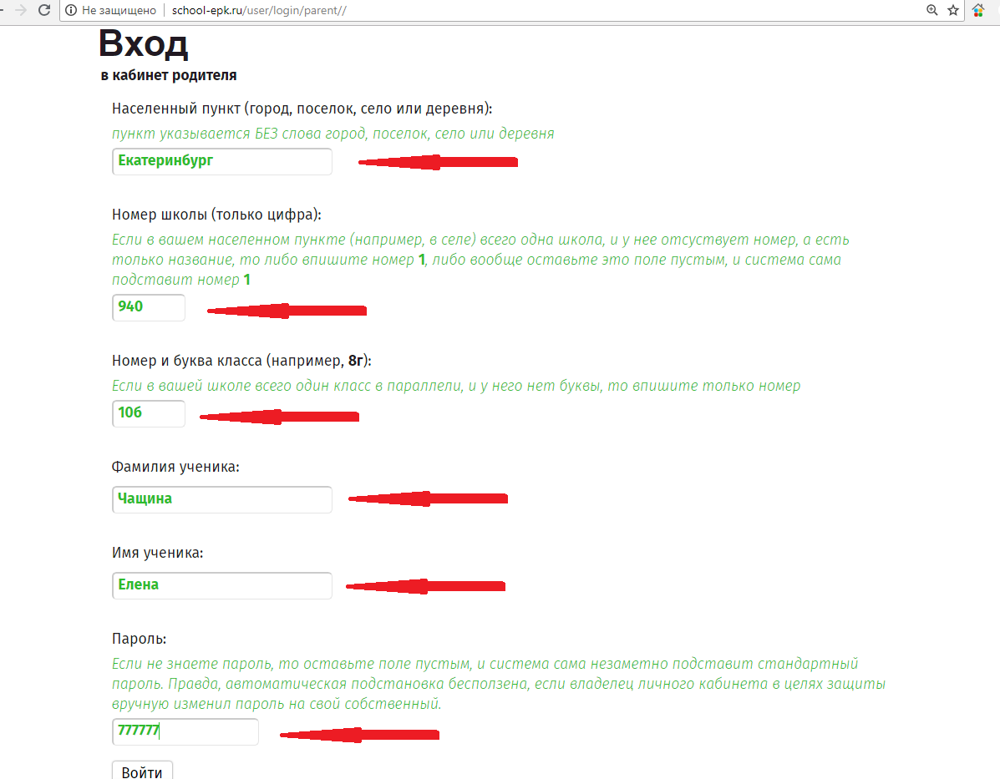 Не защищено school-epk.ru/user/login/parent//
Вход
в кабинет родителя
Населенный пункт (город, поселок, село или деревня):
пункт указывается БЕЗ слова город, поселок, село или деревня
Екатеринбург
Номер школы (только цифра):
Если в вашем населенном пункте (например, в селе) всего одна школа, и у нее отсуствует номер, а есть
только название, то либо впишите номер 1, либо вообще оставьте это поле пустым, и система сама
подставит номер 1
940
Номер и буква класса (например, 8г):
Если в вашей школе всего один класс в параллели, и у него нет буквы, то впишите только номер
10б
Фамилия ученика:
Чащина
Имя ученика:
Елена
Пароль:
Если не знаете пароль, то оставьте поле пустым, и система сама незаметно подставит стандартный
пароль. Правда, автоматическая подстановка бесползена, если владелец личного кабинета в целях защиты
вручную изменил пароль на свой собственный.
777777
Войти